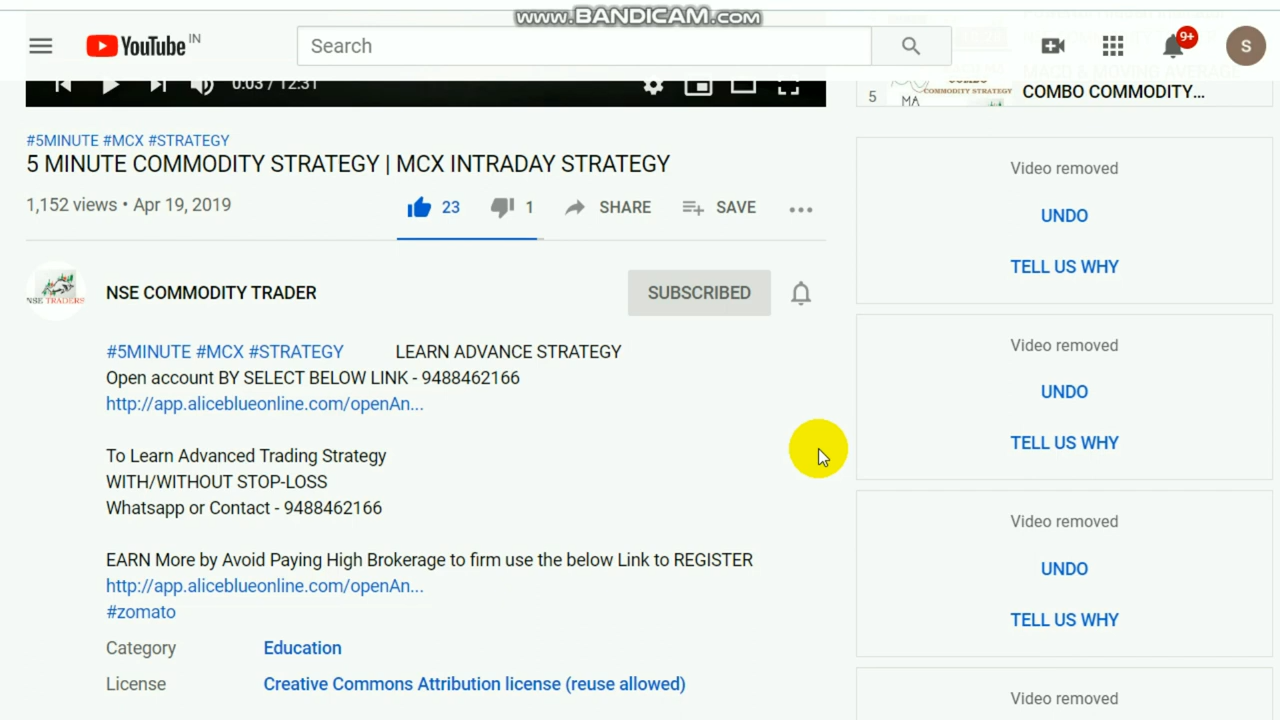 www.BANDICAM.com
YouTube IN
Search
9+
S
0:03 / 12:31
5
MA
COMMODITY STRATEGY
COMBO COMMODITY...
#5MINUTE #MCX #STRATEGY
5 MINUTE COMMODITY STRATEGY | MCX INTRADAY STRATEGY
1,152 views • Apr 19, 2019
23
1
SHARE
SAVE
NSE TRADERS
NSE COMMODITY TRADER
SUBSCRIBED
#5MINUTE #MCX #STRATEGY LEARN ADVANCE STRATEGY
Open account BY SELECT BELOW LINK - 9488462166
http://app.aliceblueonline.com/openAn...
To Learn Advanced Trading Strategy
WITH/WITHOUT STOP-LOSS
Whatsapp or Contact - 9488462166
EARN More by Avoid Paying High Brokerage to firm use the below Link to REGISTER
http://app.aliceblueonline.com/openAn...
#zomato
Category Education
License Creative Commons Attribution license (reuse allowed)
Video removed
UNDO
TELL US WHY
Video removed
UNDO
TELL US WHY
Video removed
UNDO
TELL US WHY
Video removed